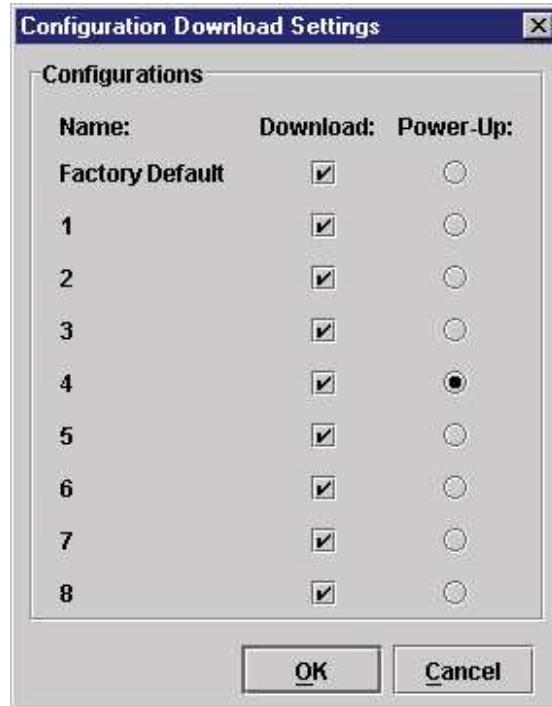 Configuration Download Settings
Configurations
Name: Download: Power-Up:
Factory Default
1
2
3
4
5
6
7
8
OK Cancel